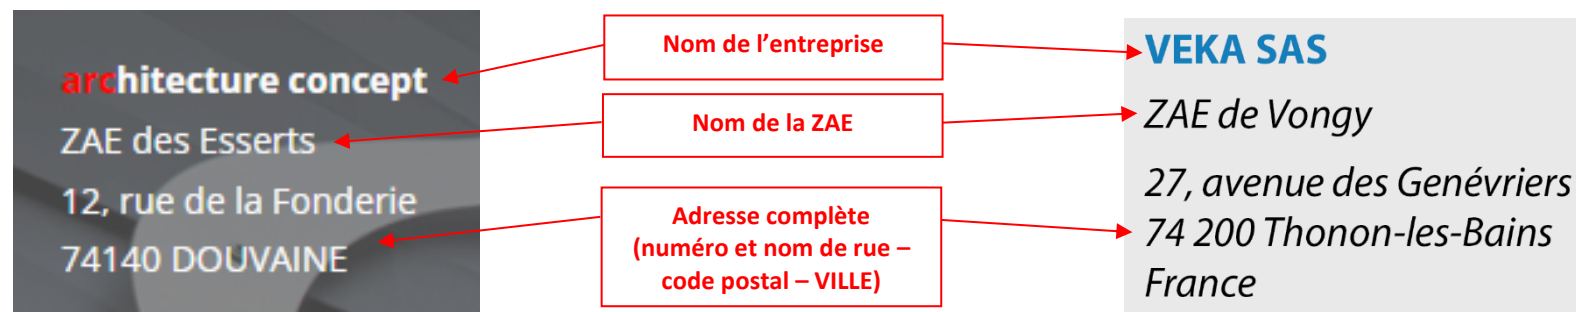 architecture concept
ZAE des Esserts
12, rue de la Fonderie
74140 DOUVAINE
Nom de l’entreprise
Nom de la ZAE
Adresse complète
(numéro et nom de rue –
code postal – VILLE)
VEKA SAS
ZAE de Vongy
27, avenue des Genévriers
74 200 Thonon-les-Bains
France